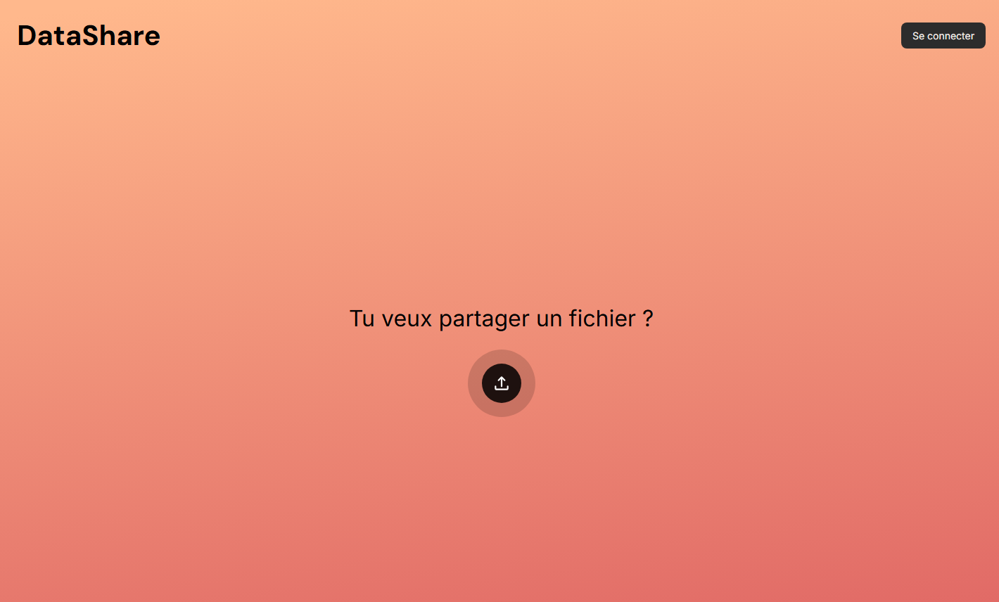 DataShare
Se connecter
Tu veux partager un fichier ?